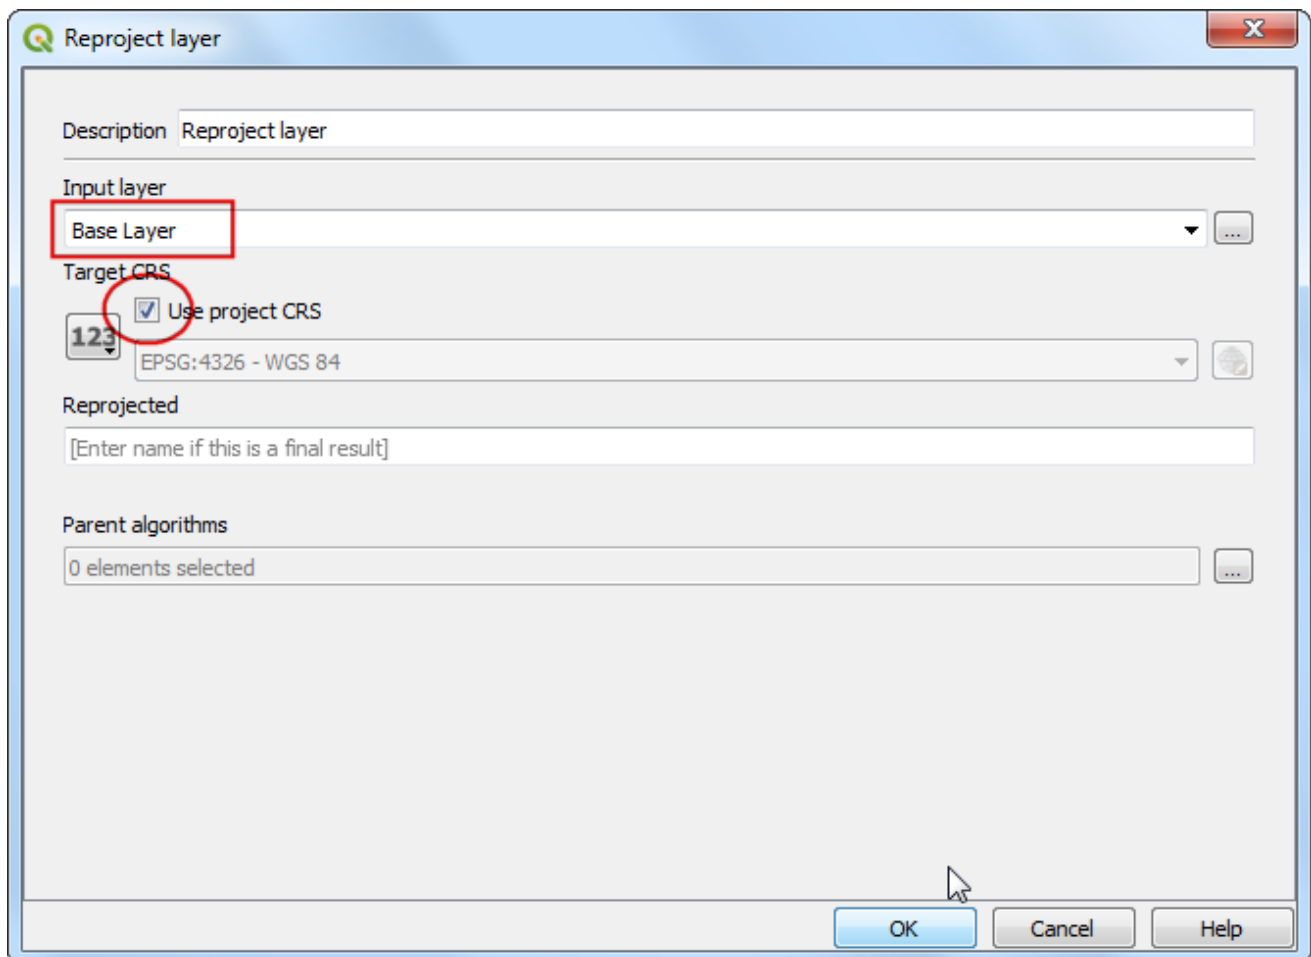 Reproject layer
Description Reproject layer
Input layer
Base Layer
...
Target CRS
Use project CRS
123
EPSG:4326 - WGS 84
Reprojected
[Enter name if this is a final result]
Parent algorithms
0 elements selected
...
OK Cancel Help